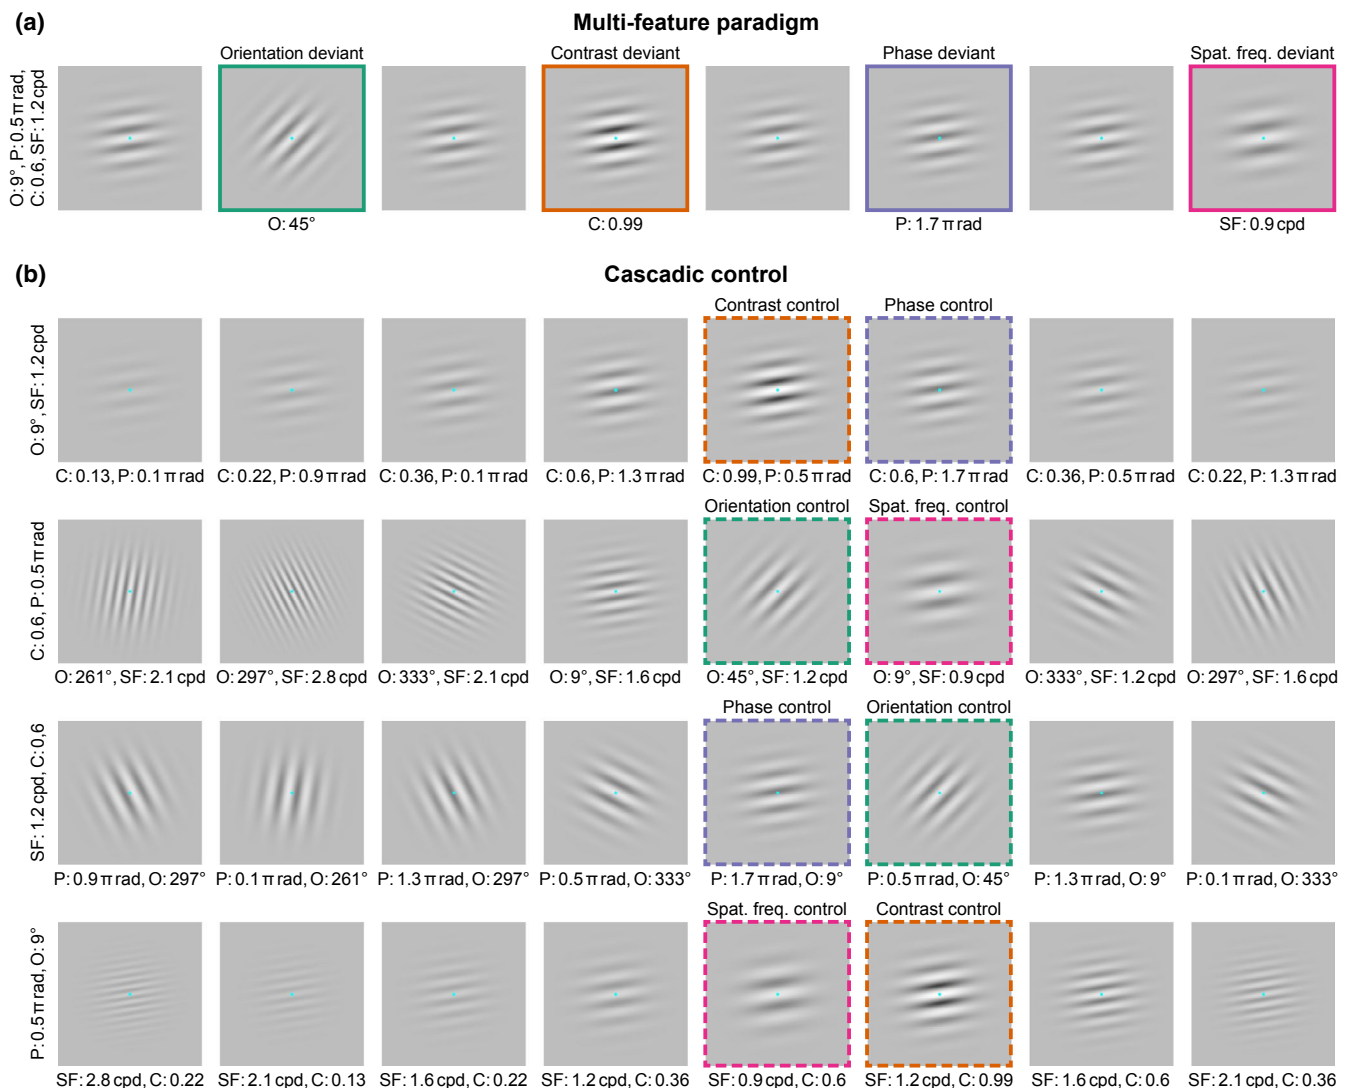 (a)
Multi-feature paradigm
Orientation deviant
Contrast deviant
Phase deviant
Spat. freq. deviant
O: 9°, P: 0.5 π rad,
C: 0.6, SF: 1.2 cpd
O: 45°
C: 0.99
P: 1.7 π rad
SF: 0.9 cpd
(b)
Cascadic control
Contrast control
Phase control
O: 9°, SF: 1.2 cpd
C: 0.13, P: 0.1 π rad
C: 0.22, P: 0.9 π rad
C: 0.36, P: 0.1 π rad
C: 0.6, P: 1.3 π rad
C: 0.99, P: 0.5 π rad
C: 0.6, P: 1.7 π rad
C: 0.36, P: 0.5 π rad
C: 0.22, P: 1.3 π rad
Orientation control
Spat. freq. control
C: 0.6, P: 0.5 π rad
O: 261°, SF: 2.1 cpd
O: 297°, SF: 2.8 cpd
O: 333°, SF: 2.1 cpd
O: 9°, SF: 1.6 cpd
O: 45°, SF: 1.2 cpd
O: 9°, SF: 0.9 cpd
O: 333°, SF: 1.2 cpd
O: 297°, SF: 1.6 cpd
Phase control
Orientation control
SF: 1.2 cpd, C: 0,6
P: 0.9 π rad, O: 297°
P: 0.1 π rad, O: 261°
P: 1.3 π rad, O: 297°
P: 0.5 π rad, O: 333°
P: 1.7 π rad, O: 9°
P: 0.5 π rad, O: 45°
P: 1.3 π rad, O: 9°
P: 0.1 π rad, O: 333°
Spat. freq. control
Contrast control
P: 0.5 π rad, O: 9°
SF: 2.8 cpd, C: 0.22
SF: 2.1 cpd, C: 0.13
SF: 1.6 cpd, C: 0.22
SF: 1.2 cpd, C: 0.36
SF: 0.9 cpd, C: 0.6
SF: 1.2 cpd, C: 0.99
SF: 1.6 cpd, C: 0.6
SF: 2.1 cpd, C: 0.36